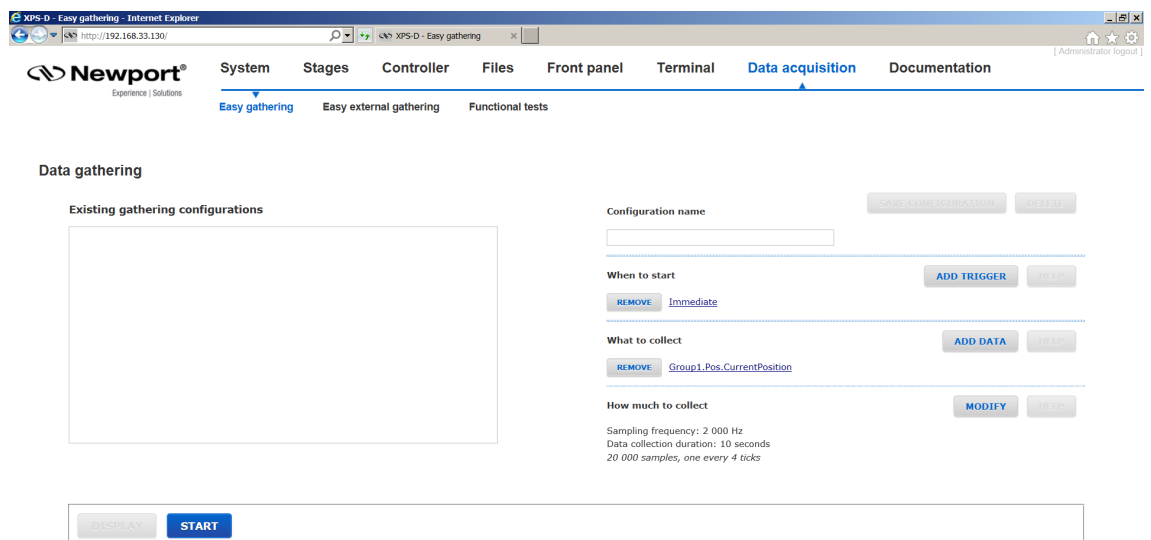 XPS-D - Easy gathering - Internet Explorer
http://192.168.33.130/
XPS-D - Easy gathering
[ Administrator logout ]
Newport®
Experience | Solutions
System Stages Controller Files Front panel Terminal Data acquisition Documentation
Easy gathering Easy external gathering Functional tests
Data gathering
Existing gathering configurations
Configuration name
SAVE CONFIGURATION DELETE
When to start
ADD TRIGGER HELP
REMOVE Immediate
What to collect
ADD DATA HELP
REMOVE Group1.Pos.CurrentPosition
How much to collect
MODIFY HELP
Sampling frequency: 2 000 Hz
Data collection duration: 10 seconds
20 000 samples, one every 4 ticks
DISPLAY START